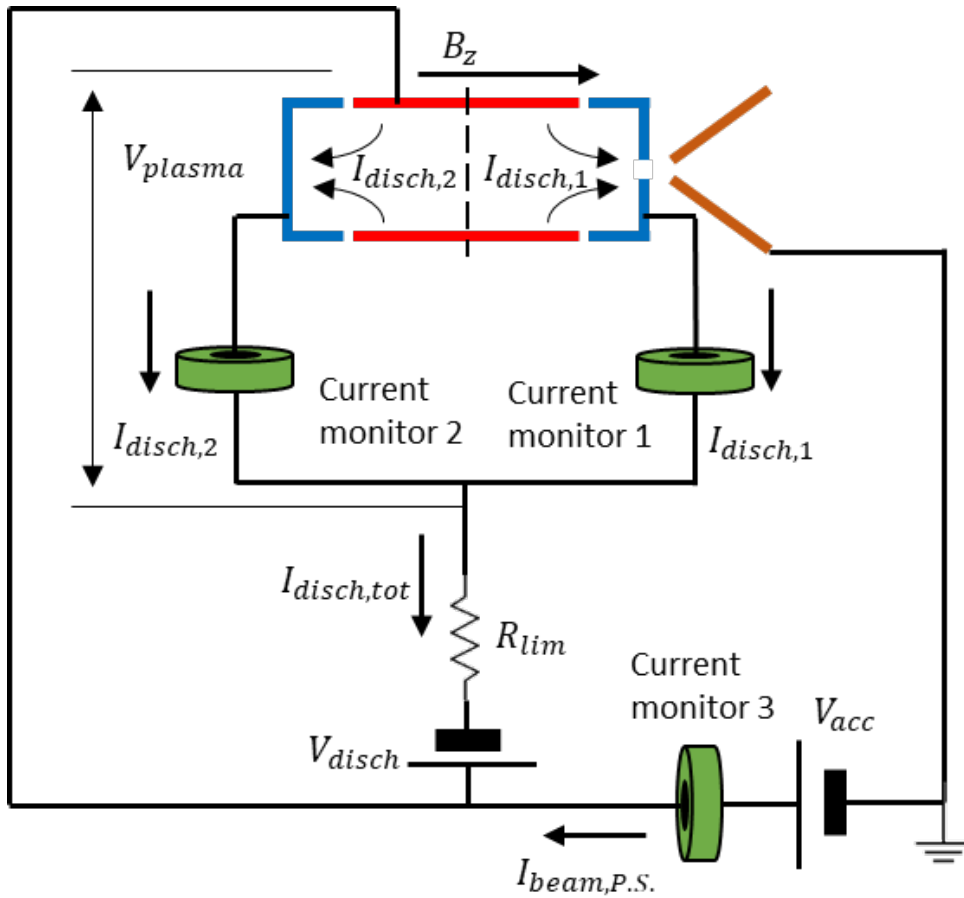 B_z
V_plasma
I_disch,2
I_disch,1
Current
monitor 2
Current
monitor 1
I_disch,2
I_disch,1
I_disch,tot
R_lim
Current
monitor 3
V_acc
V_disch
I_beam,P.S.